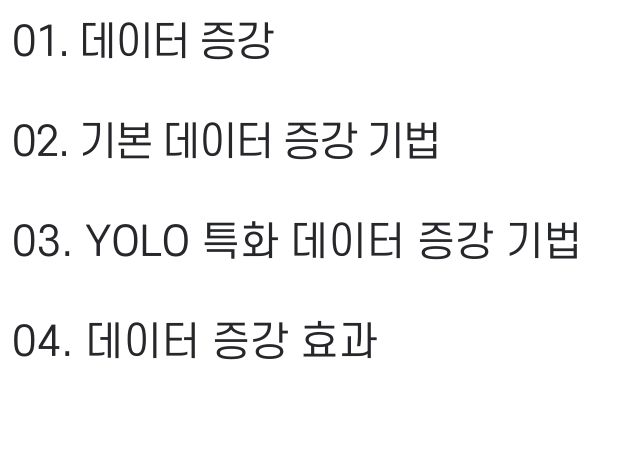 01. 데이터 증강
02. 기본 데이터 증강 기법
03. YOLO 특화 데이터 증강 기법
04. 데이터 증강 효과